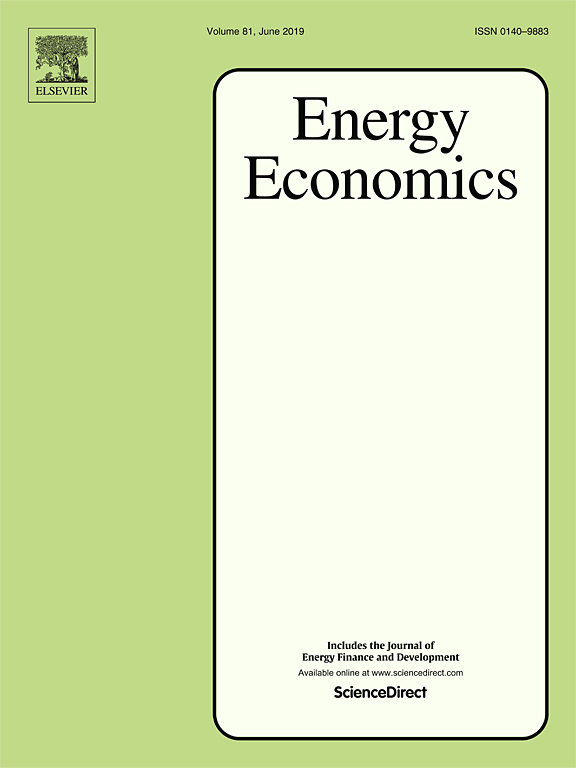 Volume 81, June 2019
ISSN 0140–9883
ELSEVIER
Energy
Economics
Includes the Journal of
Energy Finance and Development
Available online at www.sciencedirect.com
ScienceDirect